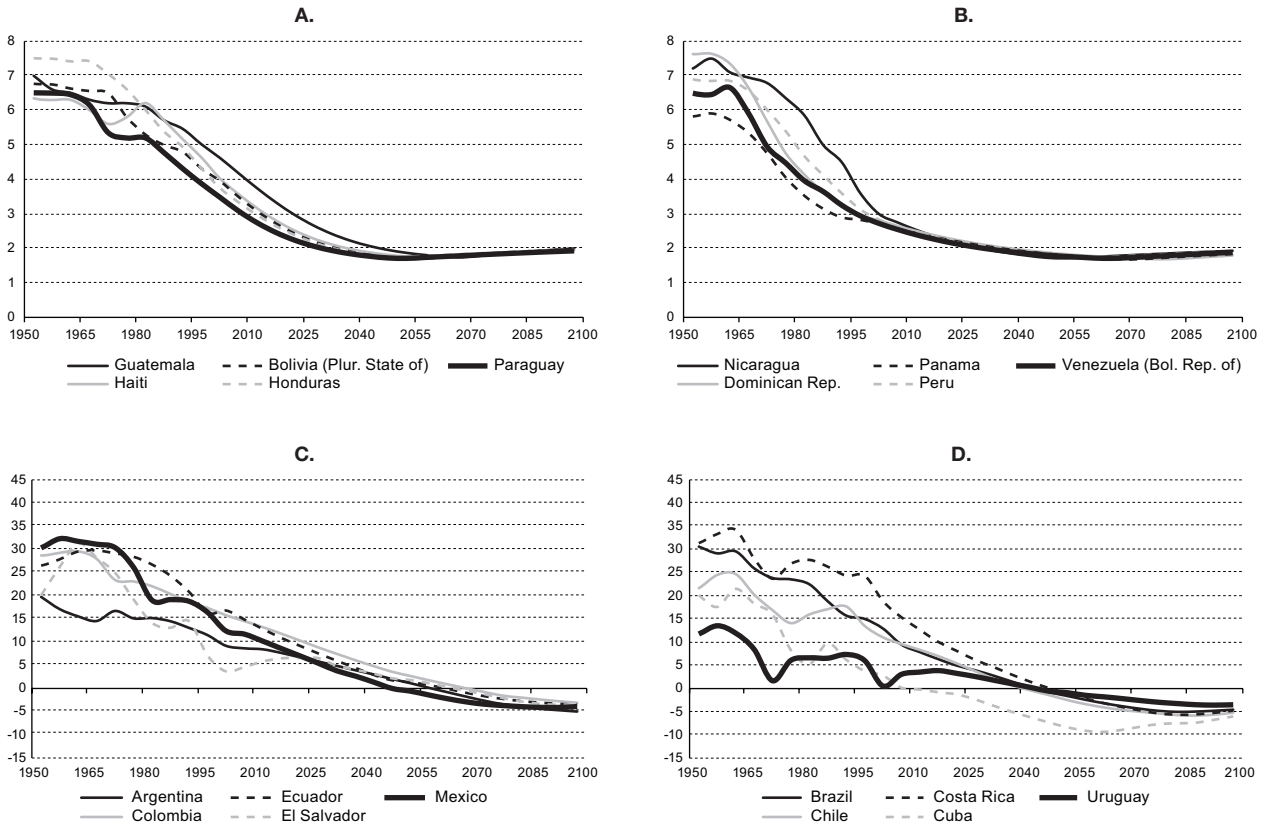 A.
8
7
6
5
4
3
2
1
0
1950 1965 1980 1995 2010 2025 2040 2055 2070 2085 2100
Guatemala Bolivia (Plur. State of) Paraguay
Haiti Honduras
B.
8
7
6
5
4
3
2
1
0
1950 1965 1980 1995 2010 2025 2040 2055 2070 2085 2100
Nicaragua Panama Venezuela (Bol. Rep. of)
Dominican Rep. Peru
C.
45
40
35
30
25
20
15
10
5
0
-5
-10
-15
1950 1965 1980 1995 2010 2025 2040 2055 2070 2085 2100
Argentina Ecuador Mexico
Colombia El Salvador
D.
45
40
35
30
25
20
15
10
5
0
-5
-10
-15
1950 1965 1980 1995 2010 2025 2040 2055 2070 2085 2100
Brazil Costa Rica Uruguay
Chile Cuba